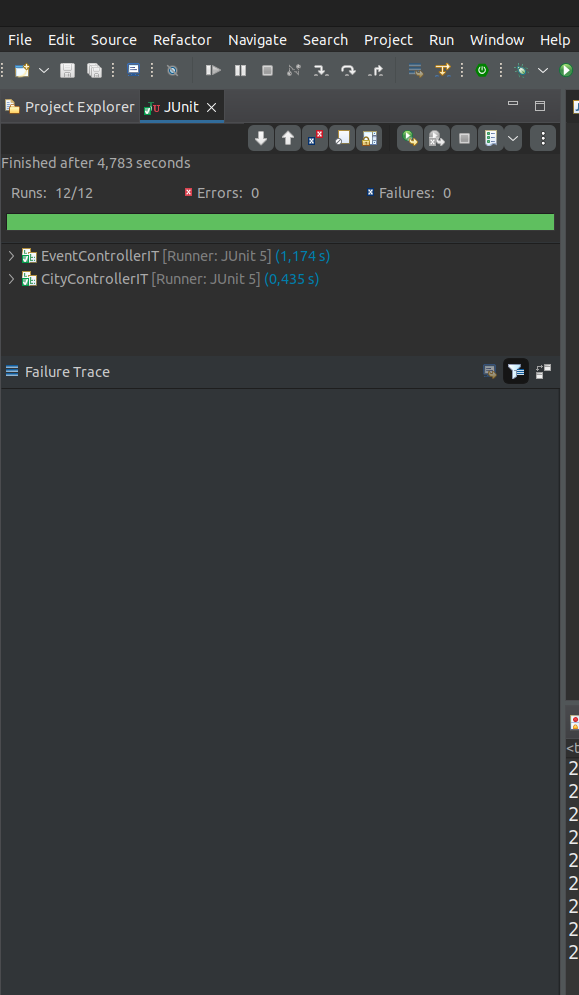 File Edit Source Refactor Navigate Search Project Run Window Help
Project Explorer JUnit
Finished after 4,783 seconds
Runs: 12/12 Errors: 0 Failures: 0
EventControllerIT [Runner: JUnit 5] (1,174 s)
CityControllerIT [Runner: JUnit 5] (0,435 s)
Failure Trace
<t
2
2
2
2
2
2
2
2
2